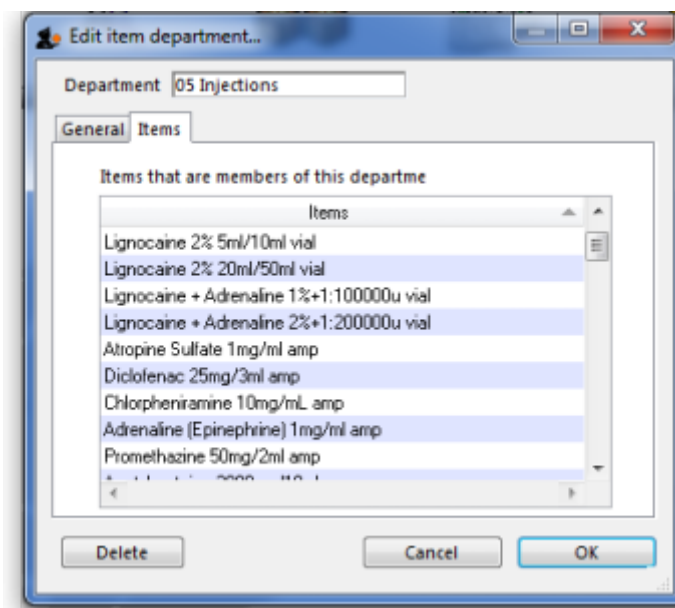 Edit item department...
Department 05 Injections
General Items
Items that are members of this departme
Items
Lignocaine 2% 5ml/10ml vial
Lignocaine 2% 20ml/50ml vial
Lignocaine + Adrenaline 1%+1:100000u vial
Lignocaine + Adrenaline 2%+1:200000u vial
Atropine Sulfate 1mg/ml amp
Diclofenac 25mg/3ml amp
Chlorpheniramine 10mg/mL amp
Adrenaline (Epinephrine) 1mg/ml amp
Promethazine 50mg/2ml amp
Delete Cancel OK